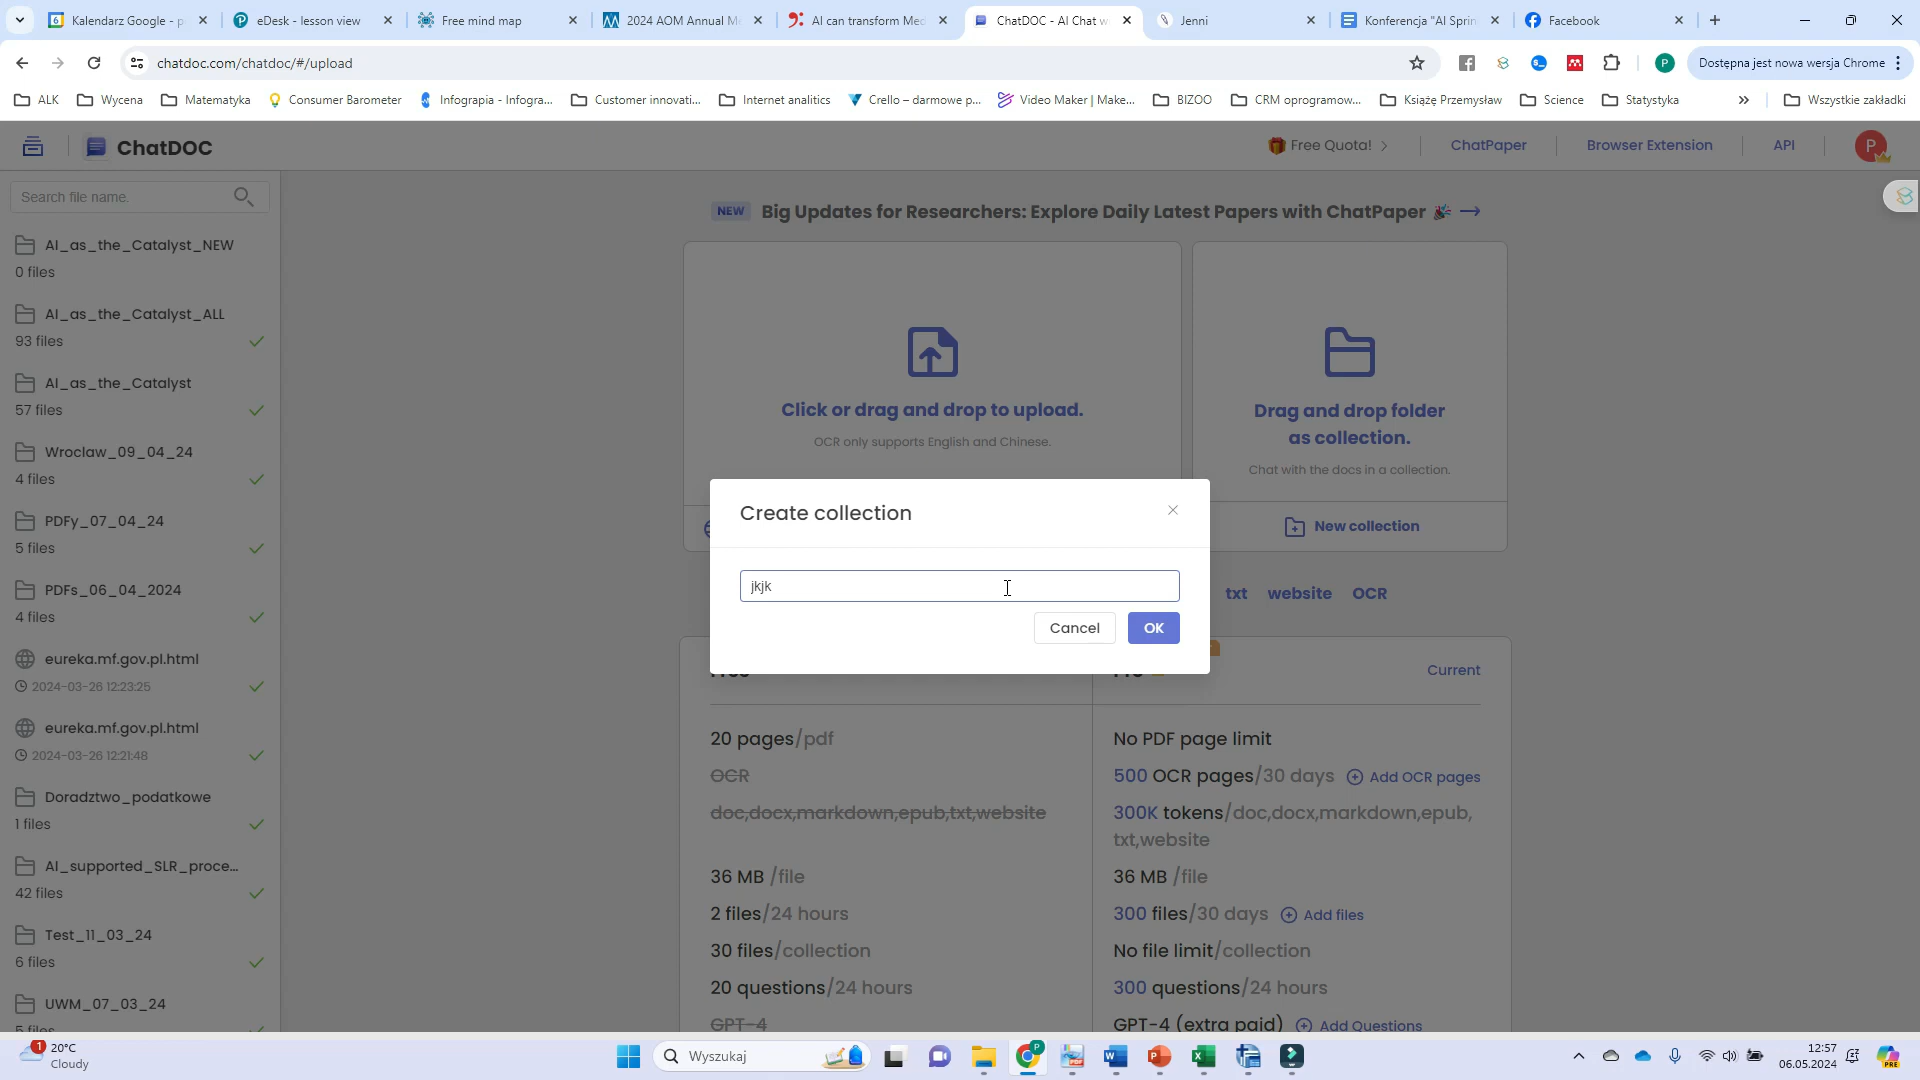 Kalendarz Google - p
eDesk - lesson view
Free mind map
2024 AOM Annual M
AI can transform Med
ChatDOC - AI Chat w
Jenni
Konferencja "AI Sprin
Facebook
chatdoc.com/chatdoc/#/upload
P
Dostępna jest nowa wersja Chrome
ALK
Wycena
Matematyka
Consumer Barometer
Infograpia - Infogra...
Customer innovati...
Internet analitics
Crello – darmowe p...
Video Maker | Make...
BIZOO
CRM oprogramow...
Książę Przemysłw
Science
Statystyka
Wszystkie zakładki
ChatDOC
Free Quota!
ChatPaper
Browser Extension
API
P
Search file name.
AI_as_the_Catalyst_NEW
0 files
AI_as_the_Catalyst_ALL
93 files
AI_as_the_Catalyst
57 files
Wroclaw_09_04_24
4 files
PDFy_07_04_24
5 files
PDFs_06_04_2024
4 files
eureka.mf.gov.pl.html
2024-03-26 12:23:25
eureka.mf.gov.pl.html
2024-03-26 12:21:48
Doradztwo_podatkowe
1 files
AI_supported_SLR_proce...
42 files
Test_11_03_24
6 files
UWM_07_03_24
5 files
NEW Big Updates for Researchers: Explore Daily Latest Papers with ChatPaper
Click or drag and drop to upload.
OCR only supports English and Chinese.
Drag and drop folder
as collection.
Chat with the docs in a collection.
New collection
Create collection
jkjk
Cancel
OK
txt website OCR
Current
20 pages/pdf
OCR
doc,docx,markdown,epub,txt,website
36 MB /file
2 files/24 hours
30 files/collection
20 questions/24 hours
GPT-4
No PDF page limit
500 OCR pages/30 days Add OCR pages
300K tokens/doc,docx,markdown,epub,
txt,website
36 MB /file
300 files/30 days Add files
No file limit/collection
300 questions/24 hours
GPT-4 (extra paid) Add Questions
1
20°C
Cloudy
Wyszukaj
12:57
06.05.2024